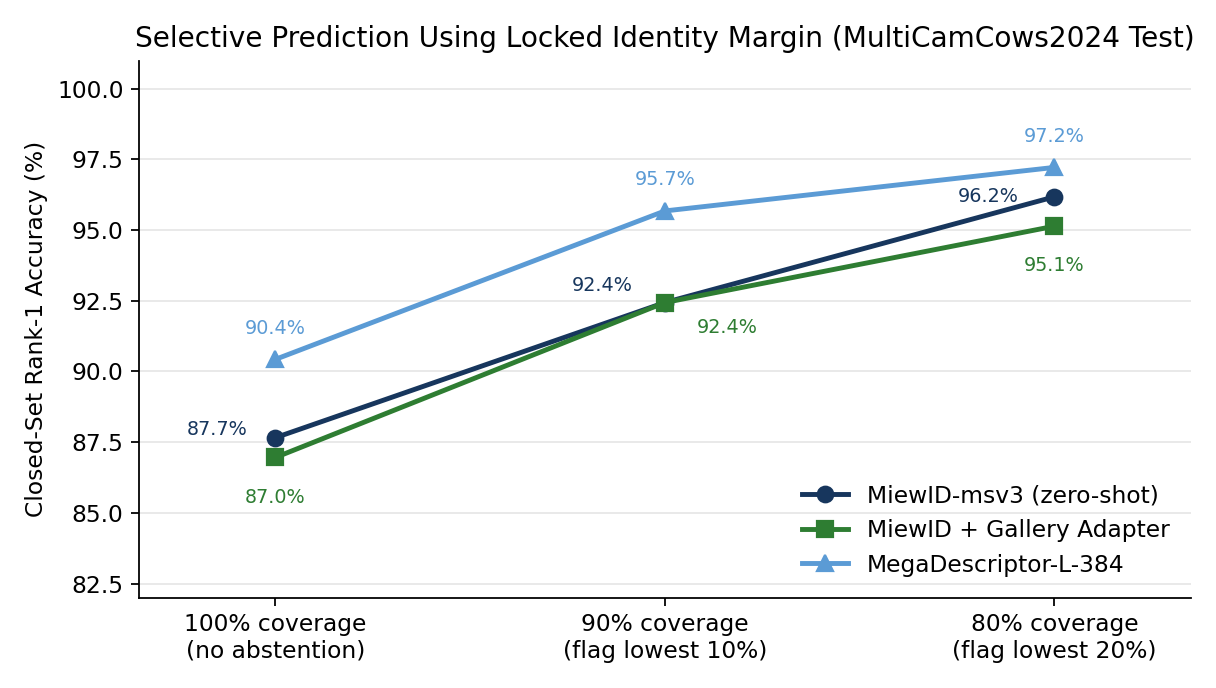 Selective Prediction Using Locked Identity Margin (MultiCamCows2024 Test)
Closed-Set Rank-1 Accuracy (%)
100.0
97.5
95.0
92.5
90.0
87.5
85.0
82.5
97.2%
95.7%
96.2%
95.1%
92.4%
92.4%
90.4%
87.7%
87.0%
MiewID-msv3 (zero-shot)
MiewID + Gallery Adapter
MegaDescriptor-L-384
100% coverage
(no abstention)
90% coverage
(flag lowest 10%)
80% coverage
(flag lowest 20%)